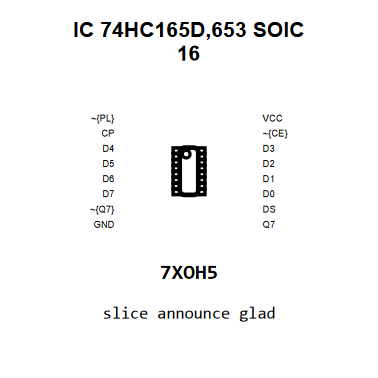 IC 74HC165D,653 SOIC
16
~{PL} VCC
CP ~{CE}
D4 D3
D5 D2
D6 D1
D7 D0
~{Q7} DS
GND Q7
7XOH5
slice announce glad